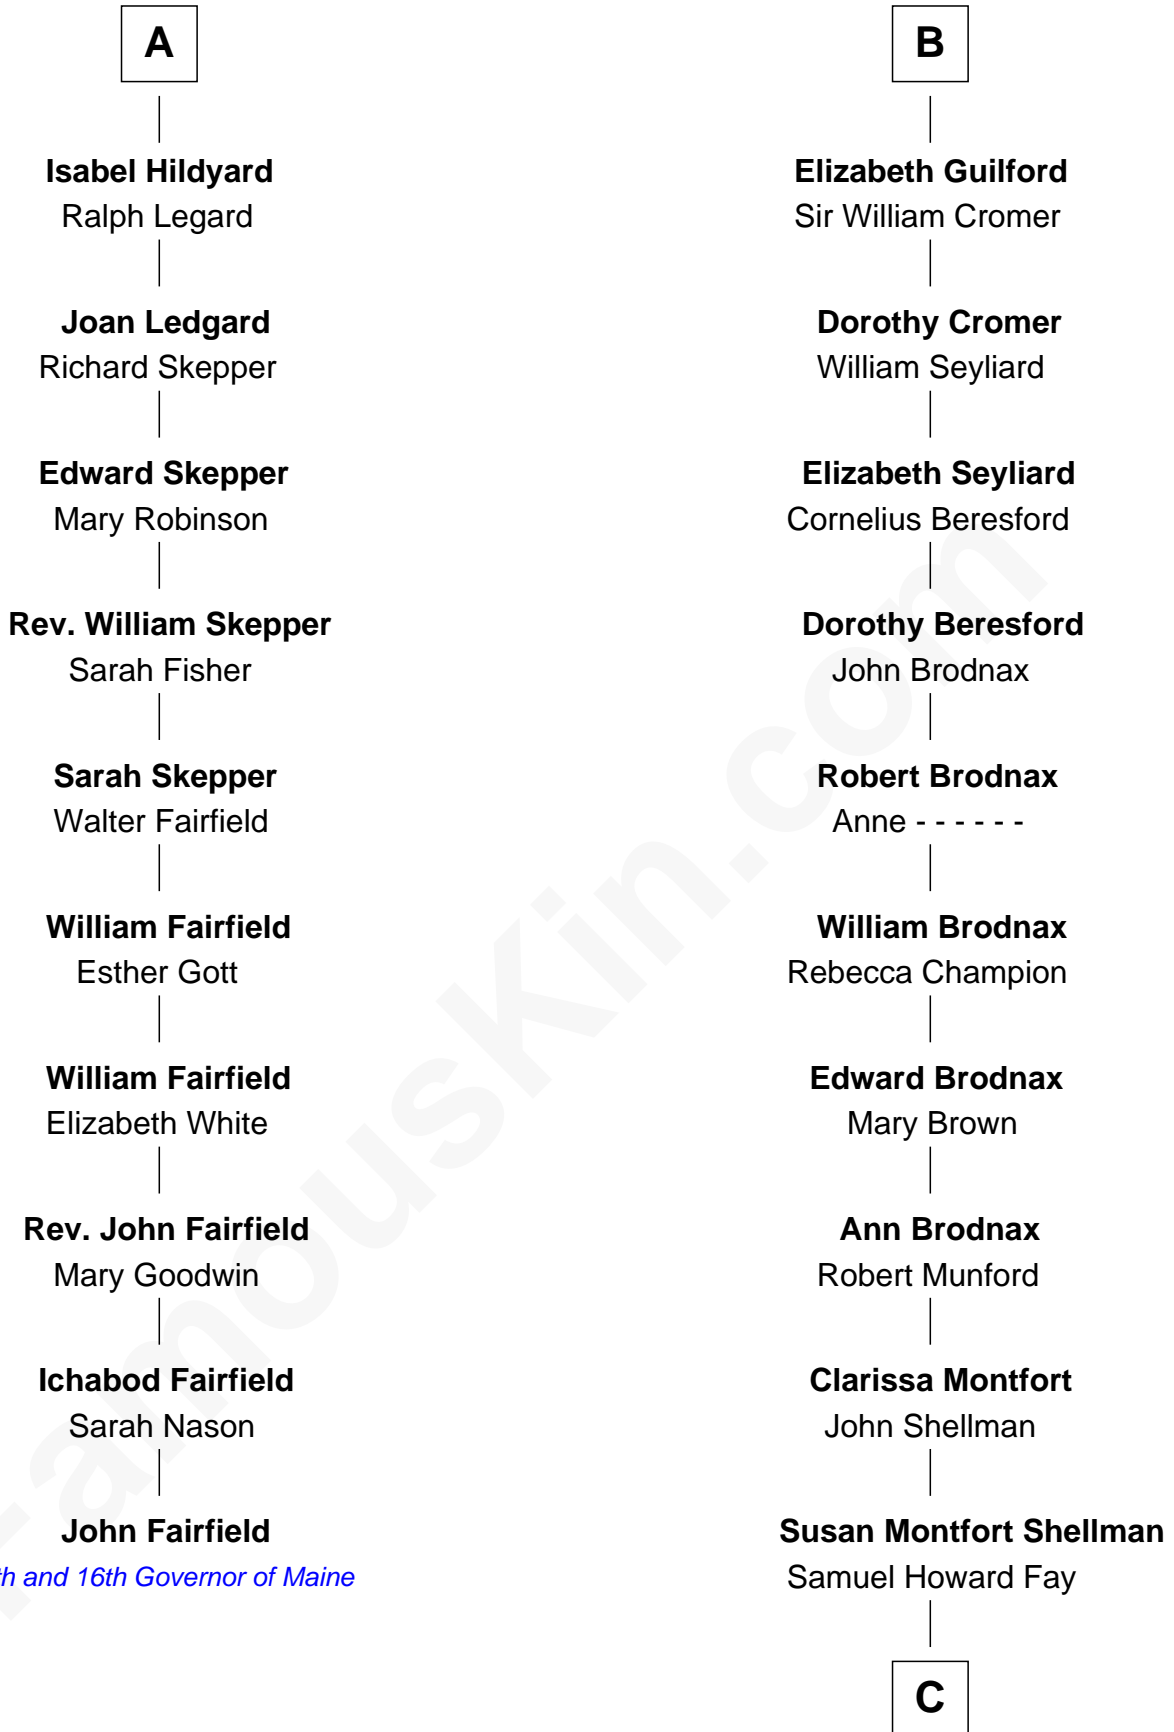 A
Isabel Hildyard
Ralph Legard
Joan Ledgard
Richard Skepper
Edward Skepper
Mary Robinson
Rev. William Skepper
Sarah Fisher
Sarah Skepper
Walter Fairfield
William Fairfield
Esther Gott
William Fairfield
Elizabeth White
Rev. John Fairfield
Mary Goodwin
Ichabod Fairfield
Sarah Nason
John Fairfield
th and 16th Governor of Maine
B
Elizabeth Guilford
Sir William Cromer
Dorothy Cromer
William Seyliard
Elizabeth Seyliard
Cornelius Beresford
Dorothy Beresford
John Brodnax
Robert Brodnax
Anne - - - - - -
William Brodnax
Rebecca Champion
Edward Brodnax
Mary Brown
Ann Brodnax
Robert Munford
Clarissa Montfort
John Shellman
Susan Montfort Shellman
Samuel Howard Fay
C
FamousKin.com